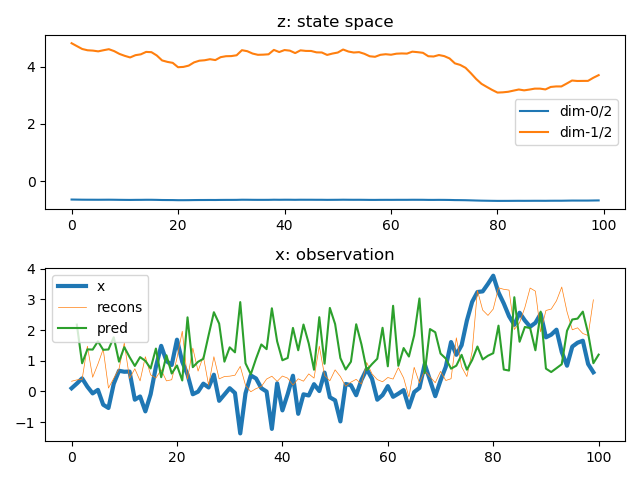 z: state space
4
2
0
dim-0/2
dim-1/2
0 20 40 60 80 100
x: observation
4
3
2
1
0
−1
x
recons
pred
0 20 40 60 80 100